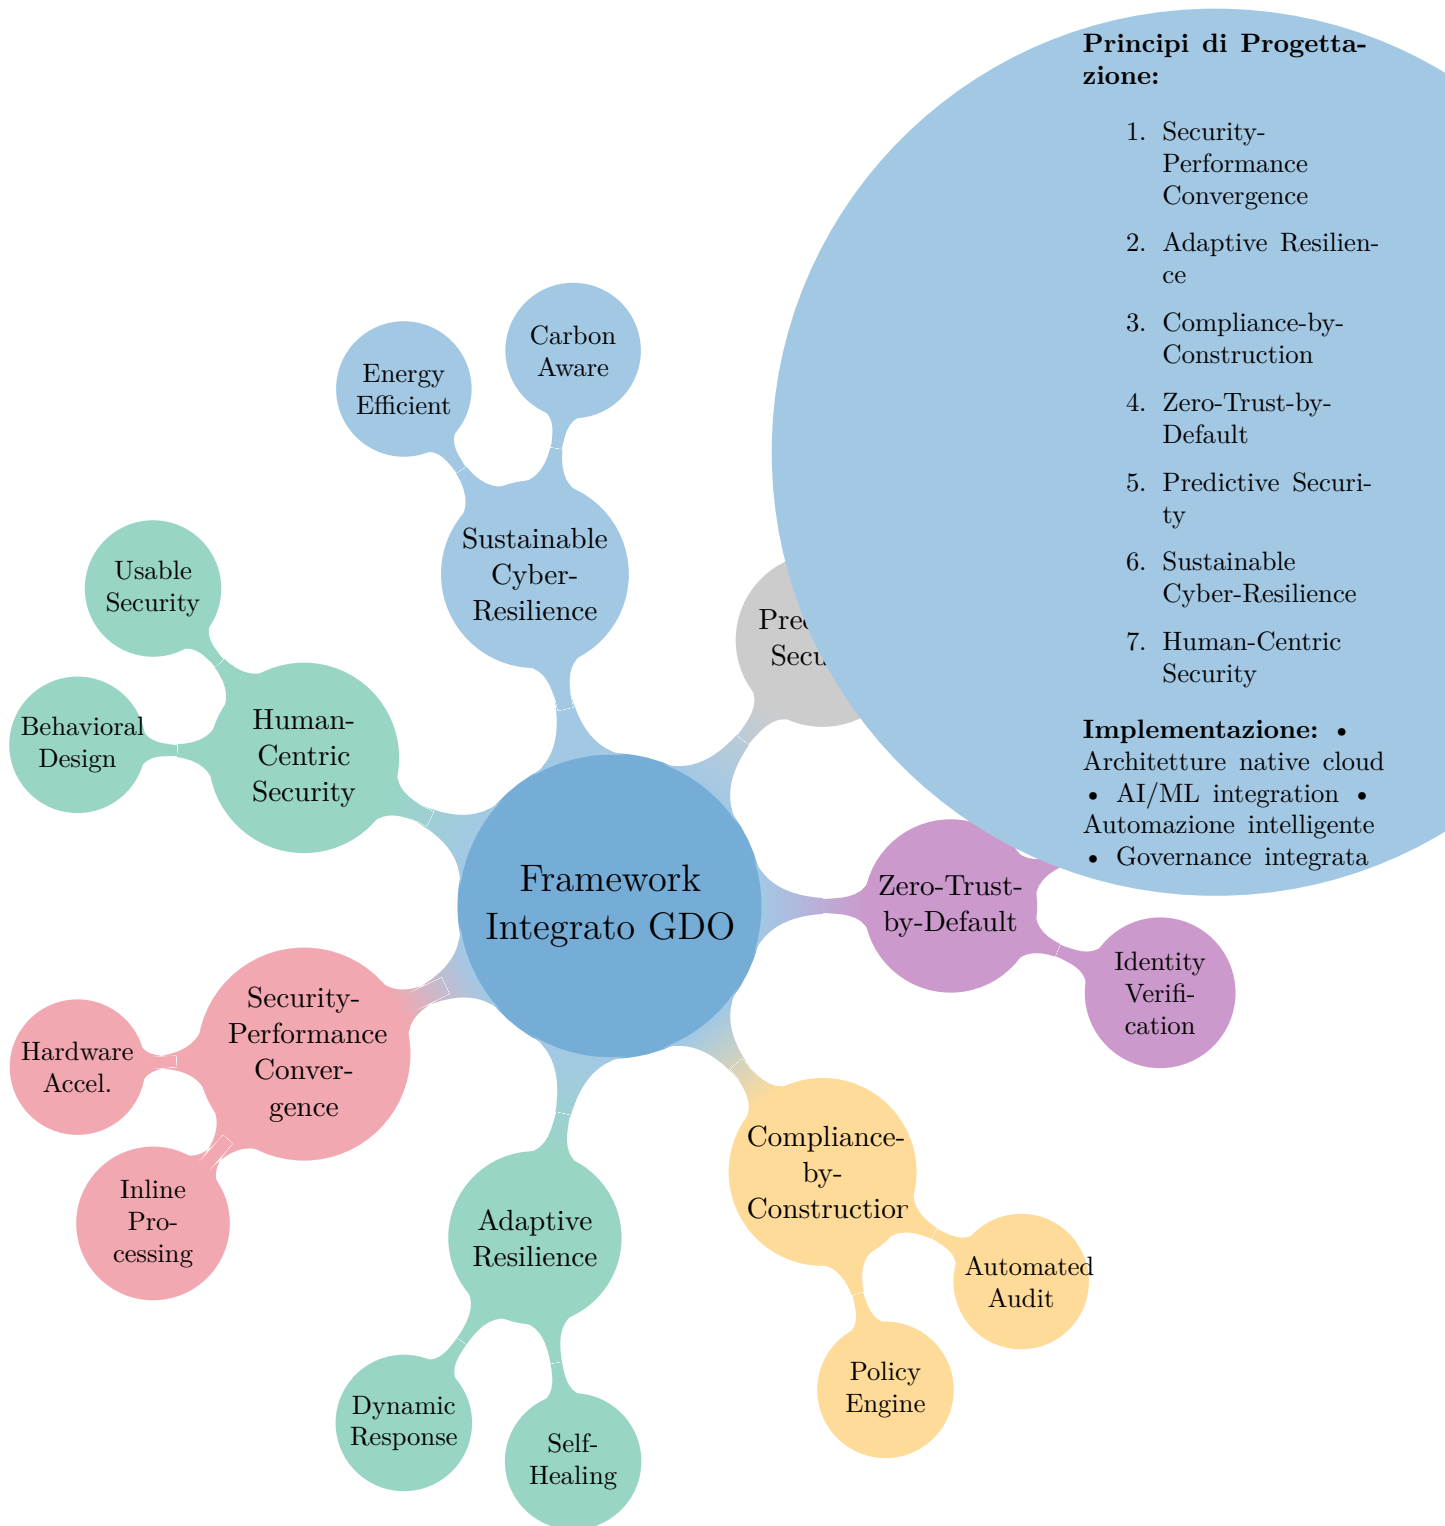 Principi di Progetta-
zione:
1. Security-
Performance
Convergence
2. Adaptive Resilien-
ce
3. Compliance-by-
Construction
4. Zero-Trust-by-
Default
5. Predictive Securi-
ty
6. Sustainable
Cyber-Resilience
7. Human-Centric
Security
Implementazione: •
Architetture native cloud
• AI/ML integration •
Automazione intelligente
• Governance integrata
Carbon
Aware
Energy
Efficient
Sustainable
Cyber-
Resilience
Usable
Security
Behavioral
Design
Human-
Centric
Security
Framework
Integrato GDO
Zero-Trust-
by-Default
Identity
Verifi-
cation
Security-
Performance
Conver-
gence
Hardware
Accel.
Inline
Pro-
cessing
Adaptive
Resilience
Dynamic
Response
Self-
Healing
Compliance-
by-
Construction
Automated
Audit
Policy
Engine